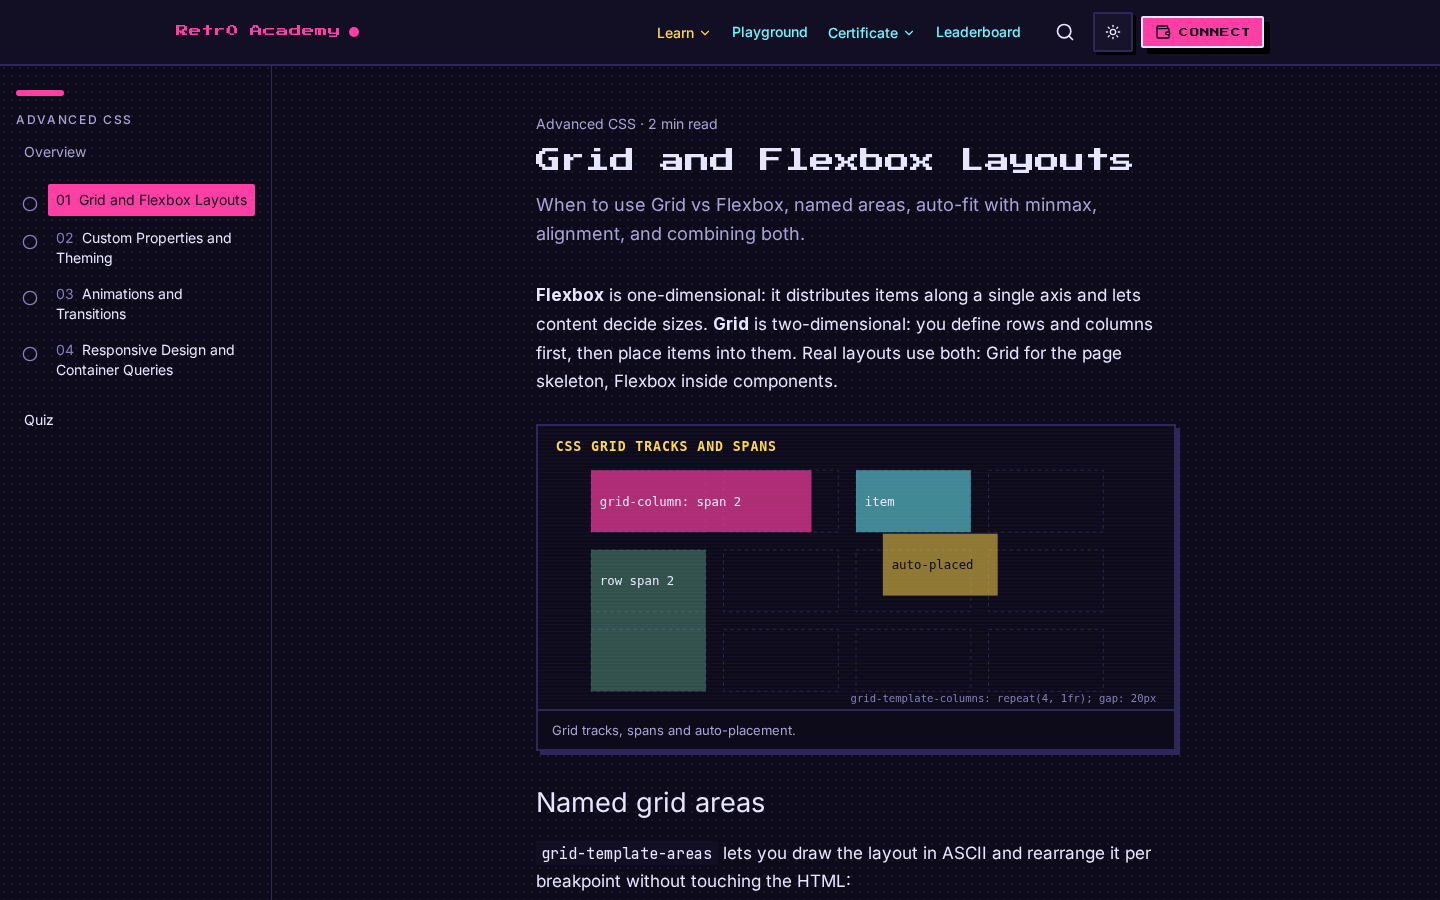 Retr0 Academy
Learn
Playground
Certificate
Leaderboard
CONNECT
ADVANCED CSS
Overview
01 Grid and Flexbox Layouts
02 Custom Properties and
Theming
03 Animations and
Transitions
04 Responsive Design and
Container Queries
Quiz
Advanced CSS · 2 min read
Grid and Flexbox Layouts
When to use Grid vs Flexbox, named areas, auto-fit with minmax,
alignment, and combining both.
Flexbox is one-dimensional: it distributes items along a single axis and lets
content decide sizes. Grid is two-dimensional: you define rows and columns
first, then place items into them. Real layouts use both: Grid for the page
skeleton, Flexbox inside components.
CSS GRID TRACKS AND SPANS
grid-column: span 2
item
auto-placed
row span 2
grid-template-columns: repeat(4, 1fr); gap: 20px
Grid tracks, spans and auto-placement.
Named grid areas
grid-template-areas lets you draw the layout in ASCII and rearrange it per
breakpoint without touching the HTML: